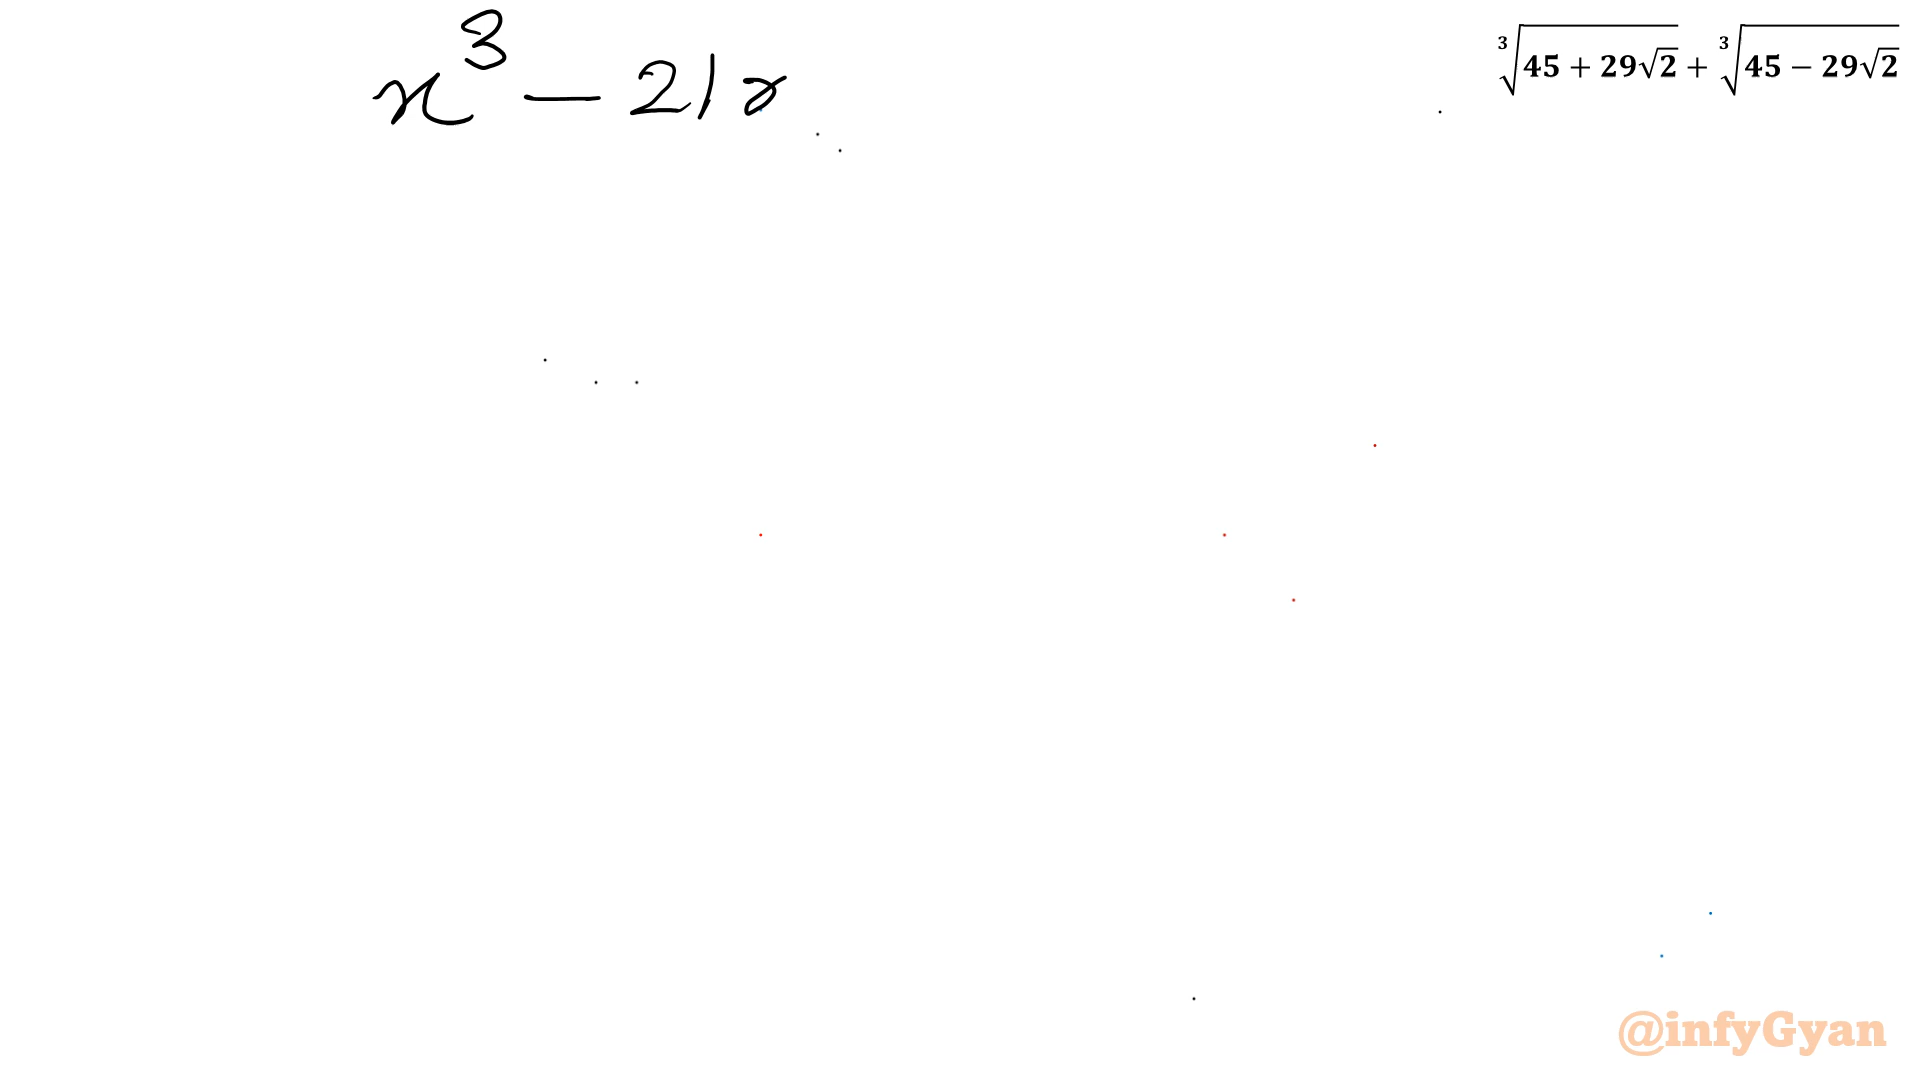 x³ - 21x
∛(45 + 29√2) + ∛(45 − 29√2)
@infyGyan